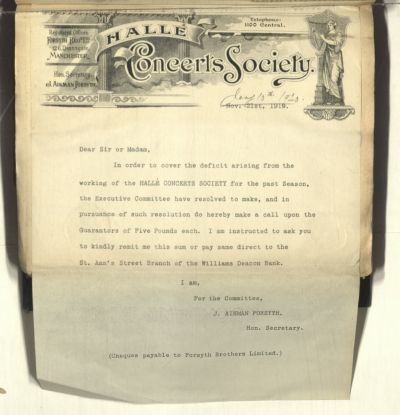 Registered Offices
FORSYTH HOUSE
126 Deansgate,
MANCHESTER.
Hon. Secretary
J. AIKMAN FORSYTH.
HALLÉ
Concerts Society.
Telephone:-
1100 Central.
Nov. 21st, 1919.
Dear Sir or Madam,
In order to cover the deficit arising from the
working of the HALLÉ CONCERTS SOCIETY for the past Season,
the Executive Committee have resolved to make, and in
pursuance of such resolution do hereby make a call upon the
Guarantors of Five Pounds each. I am instructed to ask you
to kindly remit me this sum or pay same direct to the
St. Ann's Street Branch of the Williams Deacon Bank.
I am,
For the Committee,
J. AIKMAN FORSYTH.
Hon. Secretary.
(Cheques payable to Forsyth Brothers Limited.)